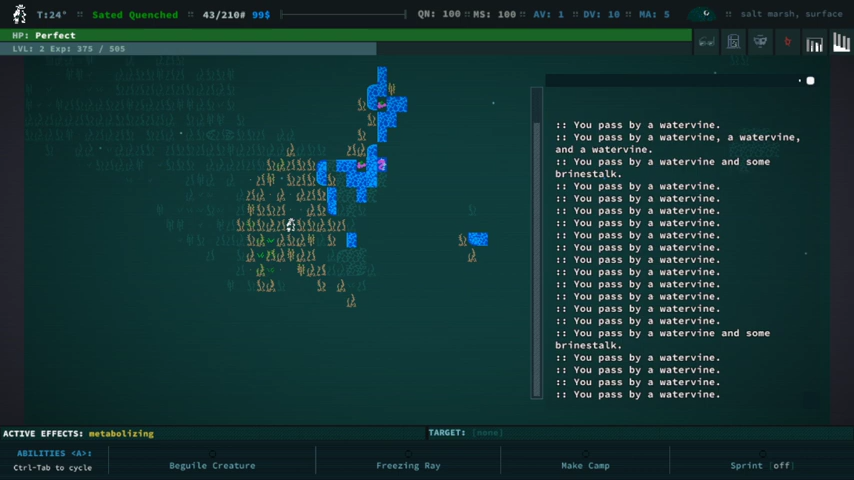 T:24° Sated Quenched 43/210# 99$ QN: 100 MS: 100 AV: 1 DV: 10 MA: 5 salt marsh, surface
HP: Perfect
LVL: 2 Exp: 375 / 505
:: You pass by a watervine.
:: You pass by a watervine, a watervine,
and a watervine.
:: You pass by a watervine and some
brinestalk.
:: You pass by a watervine.
:: You pass by a watervine.
:: You pass by a watervine.
:: You pass by a watervine.
:: You pass by a watervine.
:: You pass by a watervine.
:: You pass by a watervine.
:: You pass by a watervine.
:: You pass by a watervine.
:: You pass by a watervine.
:: You pass by a watervine.
:: You pass by a watervine.
:: You pass by a watervine and some
brinestalk.
:: You pass by a watervine.
:: You pass by a watervine.
:: You pass by a watervine.
:: You pass by a watervine.
ACTIVE EFFECTS: metabolizing TARGET: [none]
ABILITIES <A>:
Ctrl-Tab to cycle
Beguile Creature Freezing Ray Make Camp Sprint [off]